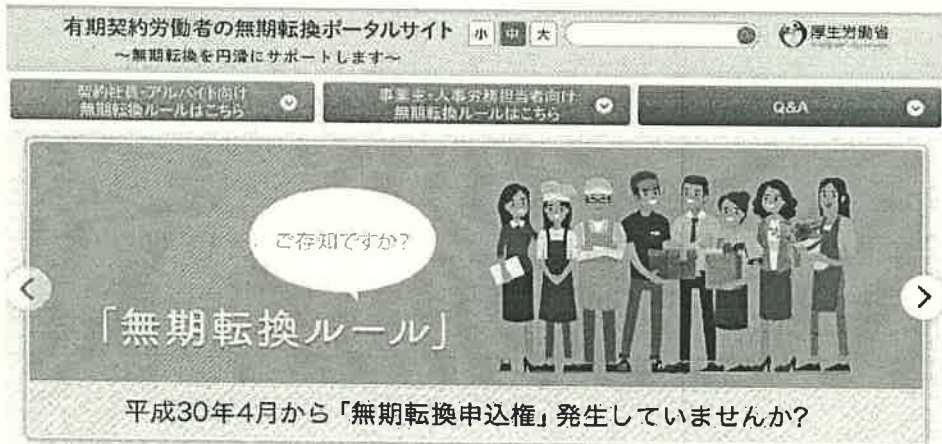 有期契約労働者の無期転換ポータルサイト
小 中 大
厚生労働省
～無期転換を円滑にサポートします～
契約社員・アルバイト向け
無期転換ルールはこちら
事業主・人事労務担当者向け
無期転換ルールはこちら
Q&A
ご存知ですか?
「無期転換ルール」
平成30年4月から「無期転換申込権」発生していませんか?